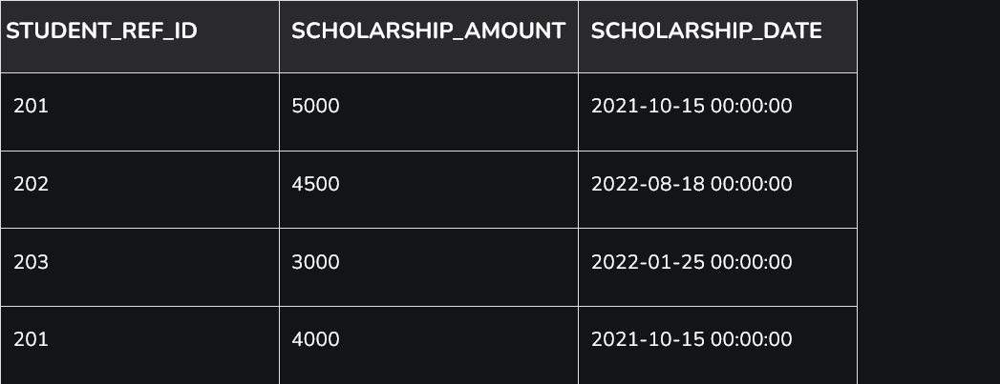 STUDENT_REF_ID SCHOLARSHIP_AMOUNT SCHOLARSHIP_DATE
201 5000 2021-10-15 00:00:00
202 4500 2022-08-18 00:00:00
203 3000 2022-01-25 00:00:00
201 4000 2021-10-15 00:00:00